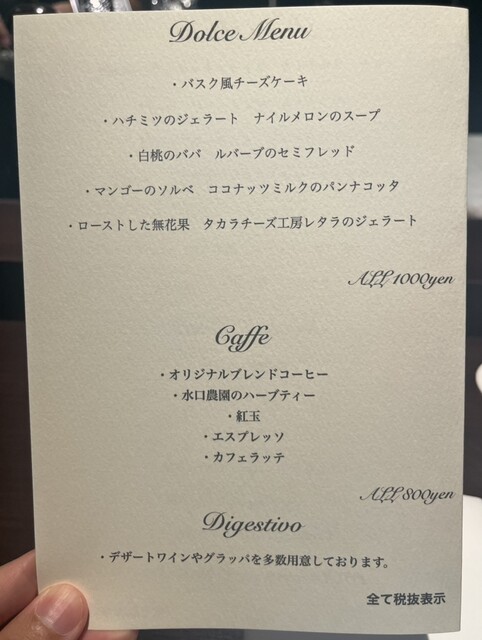 Dolce Menu
・バスク風チーズケーキ
・ハチミツのジェラート　ナイルメロンのスープ
・白桃のババ　ルバーブのセミフレッド
・マンゴーのソルベ　ココナッツミルクのパンナコッタ
・ローストした無花果　タカラチーズ工房レタラのジェラート
ALL 1000yen
Caffe
・オリジナルブレンドコーヒー
・水口農園のハーブティー
・紅玉
・エスプレッソ
・カフェラッテ
ALL 800yen
Digestivo
・デザートワインやグラッパを多数用意しております。
全て税抜表示